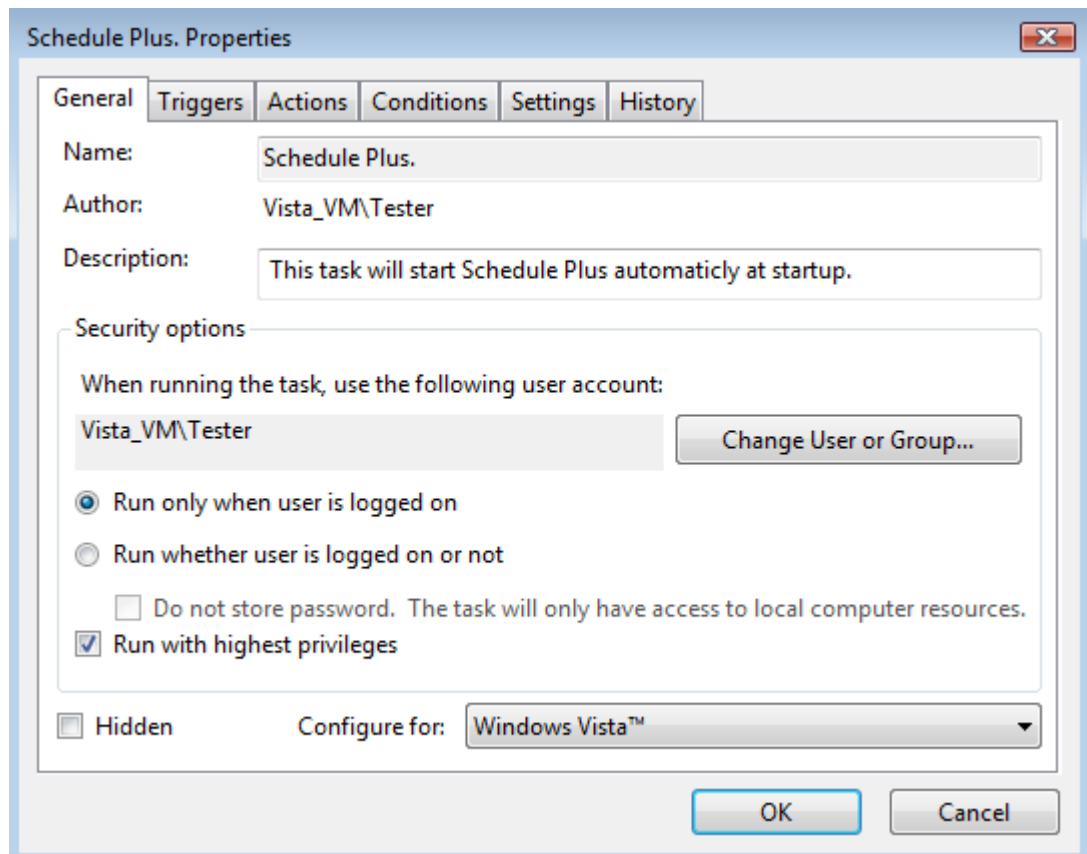 Schedule Plus. Properties
General Triggers Actions Conditions Settings History
Name: Schedule Plus.
Author: Vista_VM\Tester
Description: This task will start Schedule Plus automaticly at startup.
Security options
When running the task, use the following user account:
Vista_VM\Tester Change User or Group...
Run only when user is logged on
Run whether user is logged on or not
Do not store password. The task will only have access to local computer resources.
Run with highest privileges
Hidden Configure for: Windows Vista™
OK Cancel